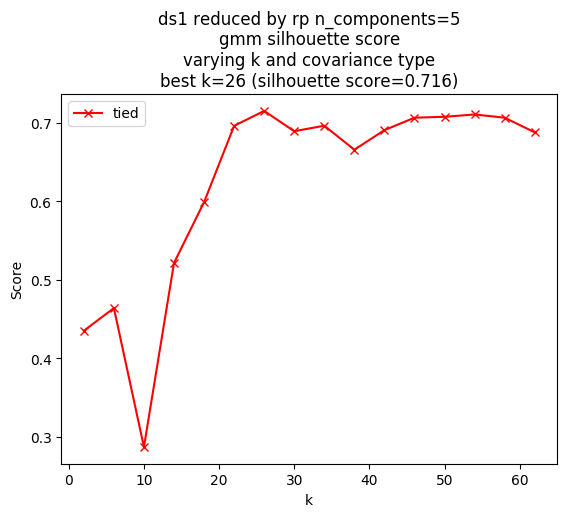 ds1 reduced by rp n_components=5
gmm silhouette score
varying k and covariance type
best k=26 (silhouette score=0.716)
tied
0.7
0.6
0.5
0.4
0.3
Score
0 10 20 30 40 50 60
k